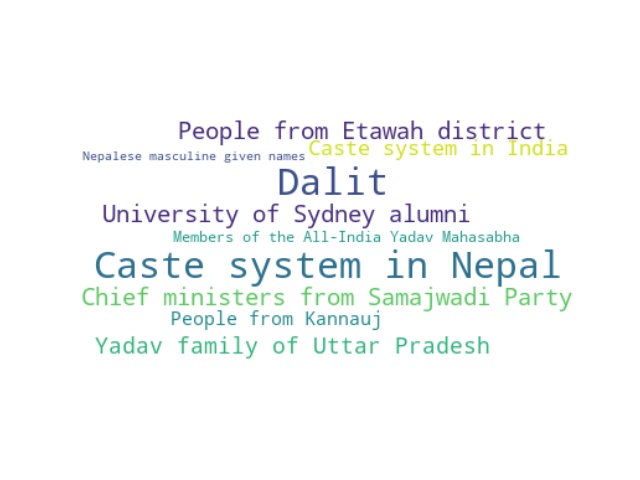 People from Etawah district
Caste system in India
Nepalese masculine given names
Dalit
University of Sydney alumni
Members of the All-India Yadav Mahasabha
Caste system in Nepal
Chief ministers from Samajwadi Party
People from Kannauj
Yadav family of Uttar Pradesh